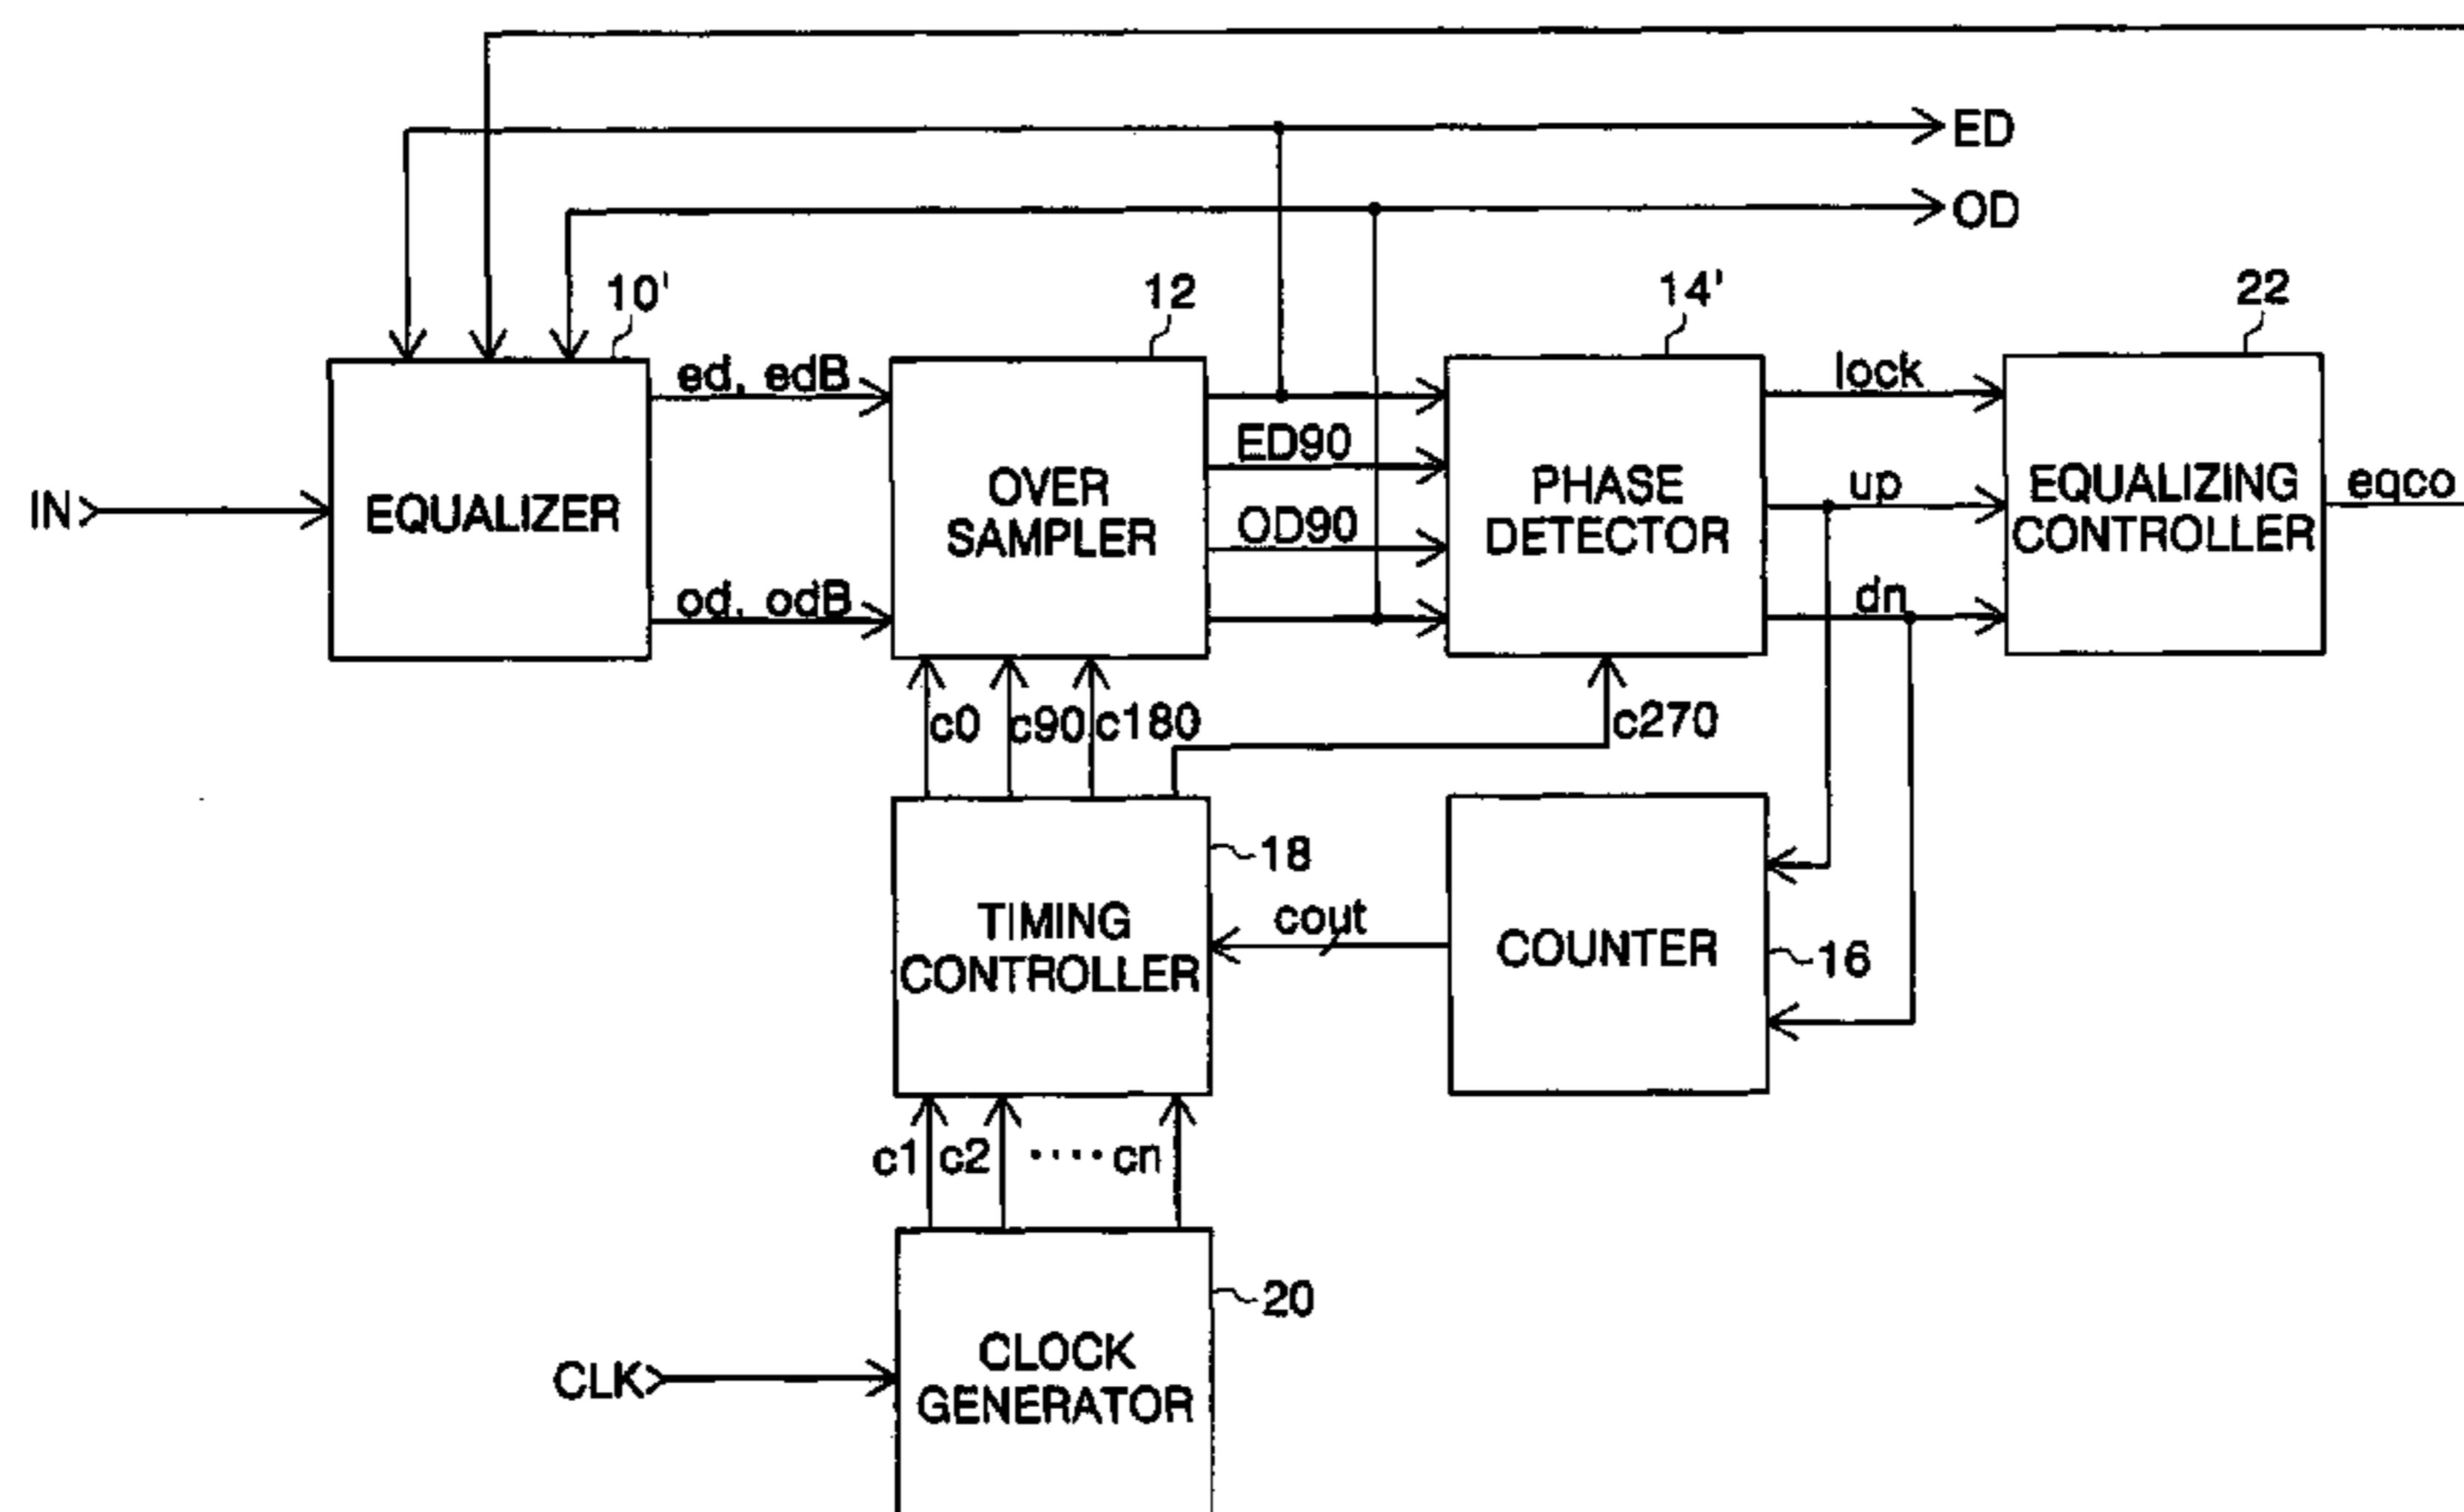 ED
OD
10'
12
14'
22
ed, edB
lock
ED90
IN
EQUALIZER
OVER
SAMPLER
PHASE
DETECTOR
up
EQUALIZING
CONTROLLER
eqco
OD90
od, odB
dn
c0
c90
c180
c270
18
TIMING
CONTROLLER
cout
COUNTER
16
c1
c2
....
cn
20
CLK
CLOCK
GENERATOR